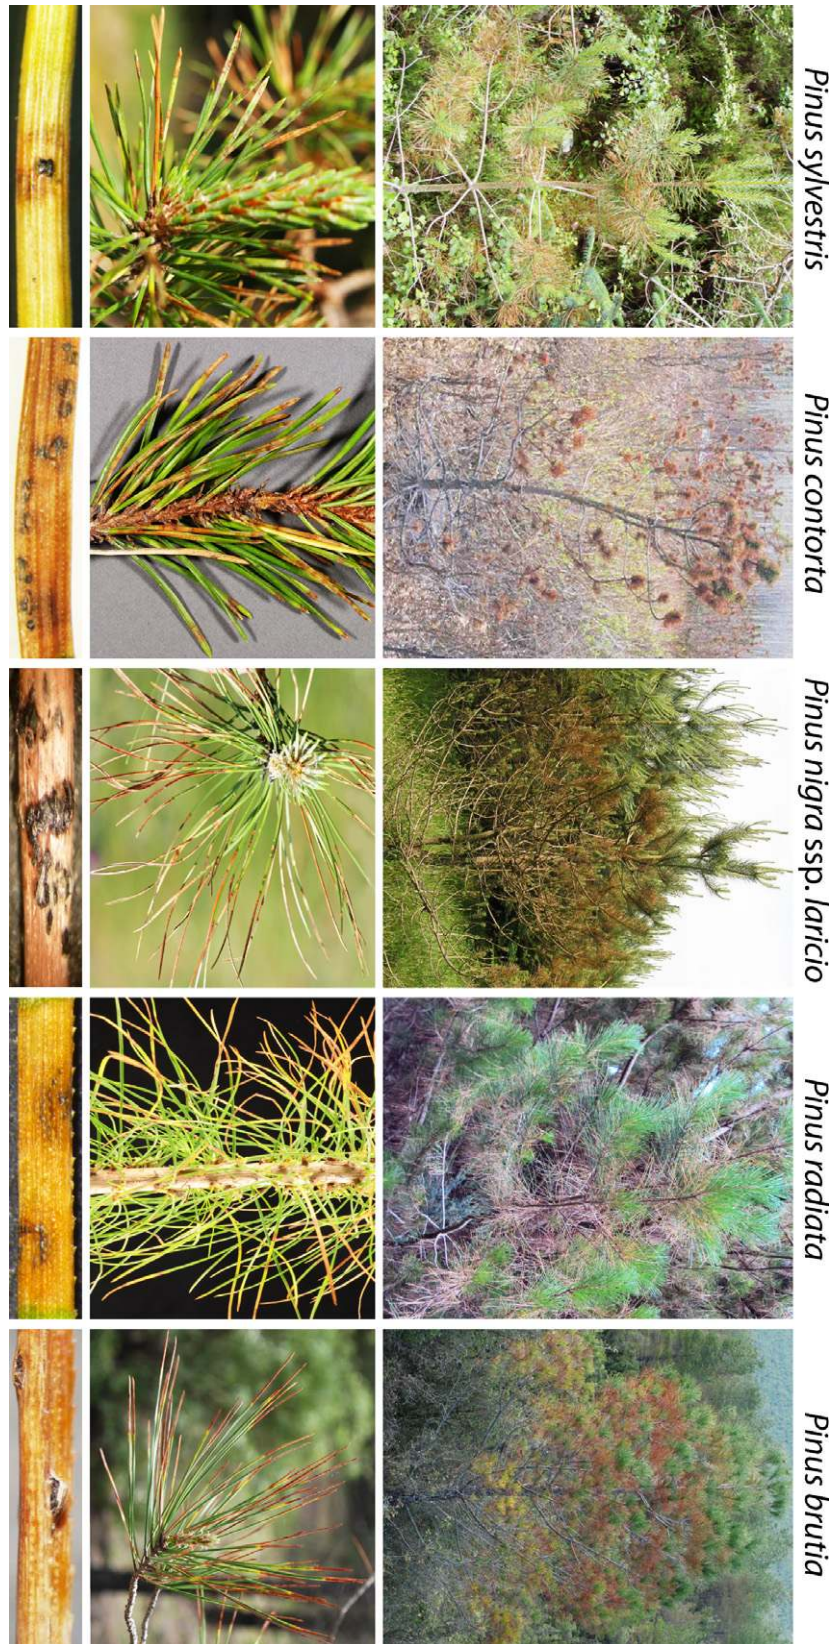 Pinus sylvestris
Pinus contorta
Pinus nigra ssp. laricio
Pinus radiata
Pinus brutia